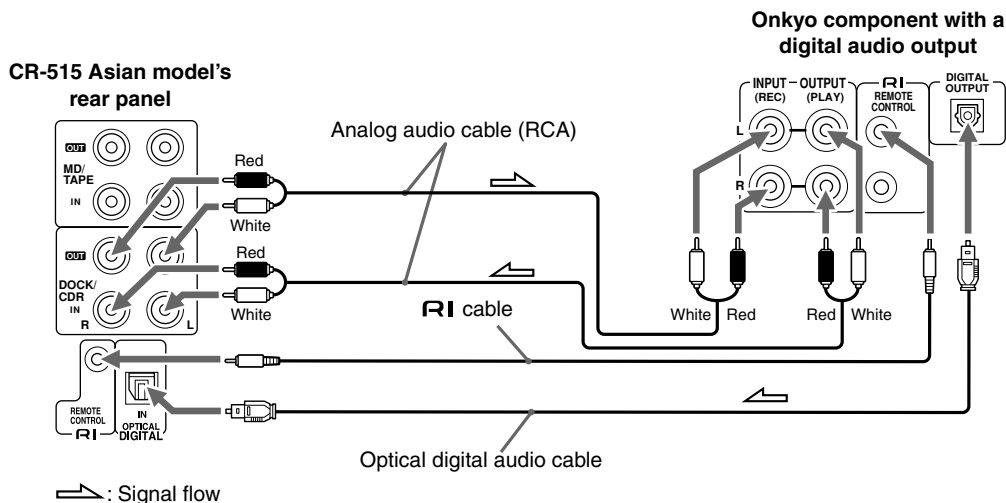 Onkyo component with a
digital audio output
CR-515 Asian model's
rear panel
INPUT
(REC)
OUTPUT
(PLAY)
RI
REMOTE
CONTROL
DIGITAL
OUTPUT
L
R
OUT
MD/
TAPE
IN
OUT
DOCK/
CDR
IN
R
L
Analog audio cable (RCA)
Red
White
Red
White
White
Red
Red
White
RI cable
REMOTE
CONTROL
RI
IN
OPTICAL
DIGITAL
Optical digital audio cable
: Signal flow